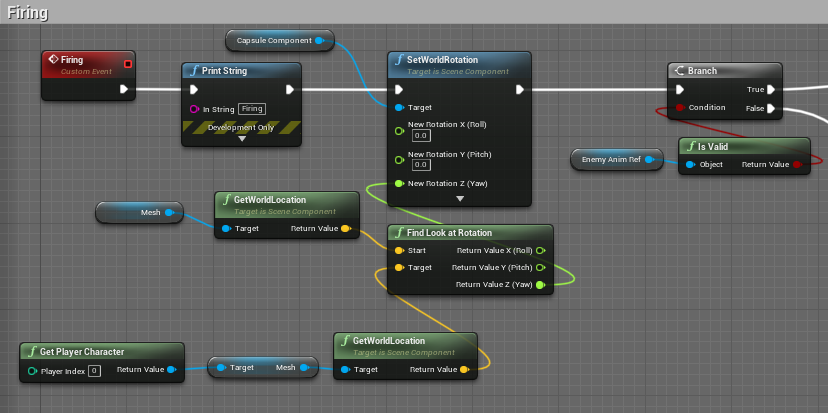 Firing
Capsule Component
Firing
Custom Event
Print String
In String Firing
Development Only
SetWorldRotation
Target is Scene Component
Target
New Rotation X (Roll)
0.0
New Rotation Y (Pitch)
0.0
New Rotation Z (Yaw)
Branch
True
Condition False
Is Valid
Enemy Anim Ref
Object Return Value
Mesh
GetWorldLocation
Target is Scene Component
Target Return Value
Find Look at Rotation
Start Return Value X (Roll)
Target Return Value Y (Pitch)
Return Value Z (Yaw)
Get Player Character
Player Index 0 Return Value
Target Mesh
GetWorldLocation
Target is Scene Component
Target Return Value